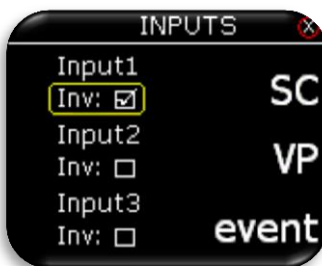 INPUTS
Input1
Inv:
SC
Input2
Inv:
VP
Input3
Inv:
event